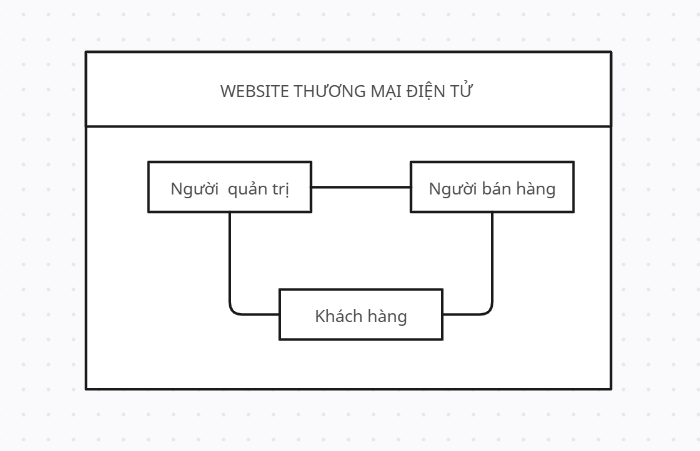 WEBSITE THƯƠNG MẠI ĐIỆN TỬ
Người quản trị
Người bán hàng
Khách hàng